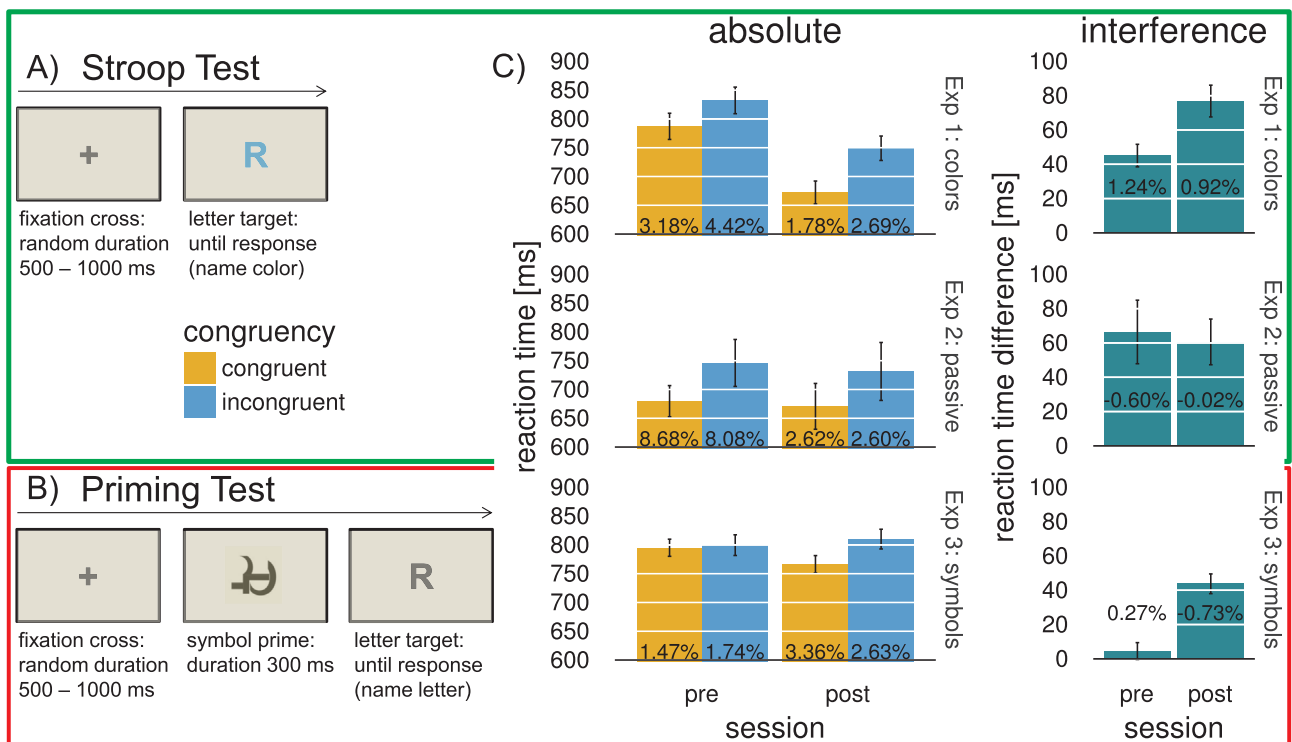 A) Stroop Test
+
R
fixation cross:
random duration
500 – 1000 ms
letter target:
until response
(name color)
congruency
congruent
incongruent
B) Priming Test
+
R
fixation cross:
random duration
500 – 1000 ms
symbol prime:
duration 300 ms
letter target:
until response
(name letter)
C)
absolute
interference
reaction time [ms]
900
850
800
750
700
650
600
3.18% 4.42% 1.78% 2.69%
Exp 1: colors
900
850
800
750
700
650
600
8.68% 8.08% 2.62% 2.60%
Exp 2: passive
900
850
800
750
700
650
600
1.47% 1.74% 3.36% 2.63%
Exp 3: symbols
pre post
session
reaction time difference [ms]
100
80
60
40
20
0
1.24% 0.92%
Exp 1: colors
100
80
60
40
20
0
-0.60% -0.02%
Exp 2: passive
100
80
60
40
20
0
0.27% -0.73%
Exp 3: symbols
pre post
session